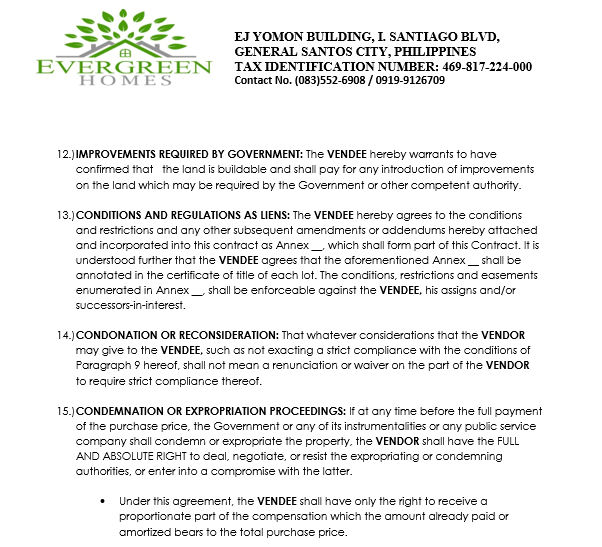 EVERGREEN
HOMES
EJ YOMON BUILDING, I. SANTIAGO BLVD,
GENERAL SANTOS CITY, PHILIPPINES
TAX IDENTIFICATION NUMBER: 469-817-224-000
Contact No. (083)552-6908 / 0919-9126709
12.) IMPROVEMENTS REQUIRED BY GOVERNMENT: The VENDEE hereby warrants to have
confirmed that the land is buildable and shall pay for any introduction of improvements
on the land which may be required by the Government or other competent authority.
13.) CONDITIONS AND REGULATIONS AS LIENS: The VENDEE hereby agrees to the conditions
and restrictions and any other subsequent amendments or addendums hereby attached
and incorporated into this contract as Annex __, which shall form part of this Contract. It is
understood further that the VENDEE agrees that the aforementioned Annex __ shall be
annotated in the certificate of title of each lot. The conditions, restrictions and easements
enumerated in Annex __, shall be enforceable against the VENDEE, his assigns and/or
successors-in-interest.
14.) CONDONATION OR RECONSIDERATION: That whatever considerations that the VENDOR
may give to the VENDEE, such as not exacting a strict compliance with the conditions of
Paragraph 9 hereof, shall not mean a renunciation or waiver on the part of the VENDOR
to require strict compliance thereof.
15.) CONDEMNATION OR EXPROPRIATION PROCEEDINGS: If at any time before the full payment
of the purchase price, the Government or any of its instrumentalities or any public service
company shall condemn or expropriate the property, the VENDOR shall have the FULL
AND ABSOLUTE RIGHT to deal, negotiate, or resist the expropriating or condemning
authorities, or enter into a compromise with the latter.
• Under this agreement, the VENDEE shall have only the right to receive a
proportionate part of the compensation which the amount already paid or
amortized bears to the total purchase price.